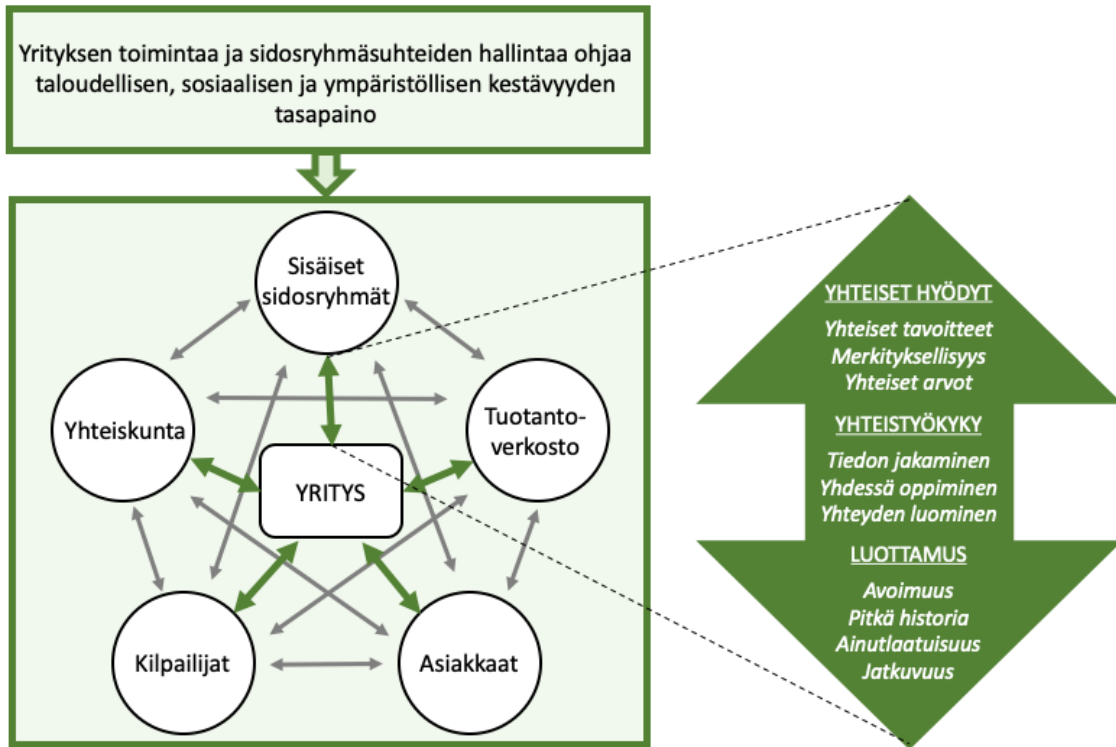 Yrityksen toimintaa ja sidosryhmäsuhteiden hallintaa ohjaa
taloudellisen, sosiaalisen ja ympäristöllisen kestävyyden
tasapaino
Sisäiset
sidosryhmät
Yhteiskunta
Tuotanto-
verkosto
YRITYS
Kilpailijat
Asiakkaat
YHTEISET HYÖDYT
Yhteiset tavoitteet
Merkityksellisyys
Yhteiset arvot
YHTEISTYÖKYKY
Tiedon jakaminen
Yhdessä oppiminen
Yhteyden luominen
LUOTTAMUS
Avoimuus
Pitkä historia
Ainutlaatuisuus
Jatkuvuus